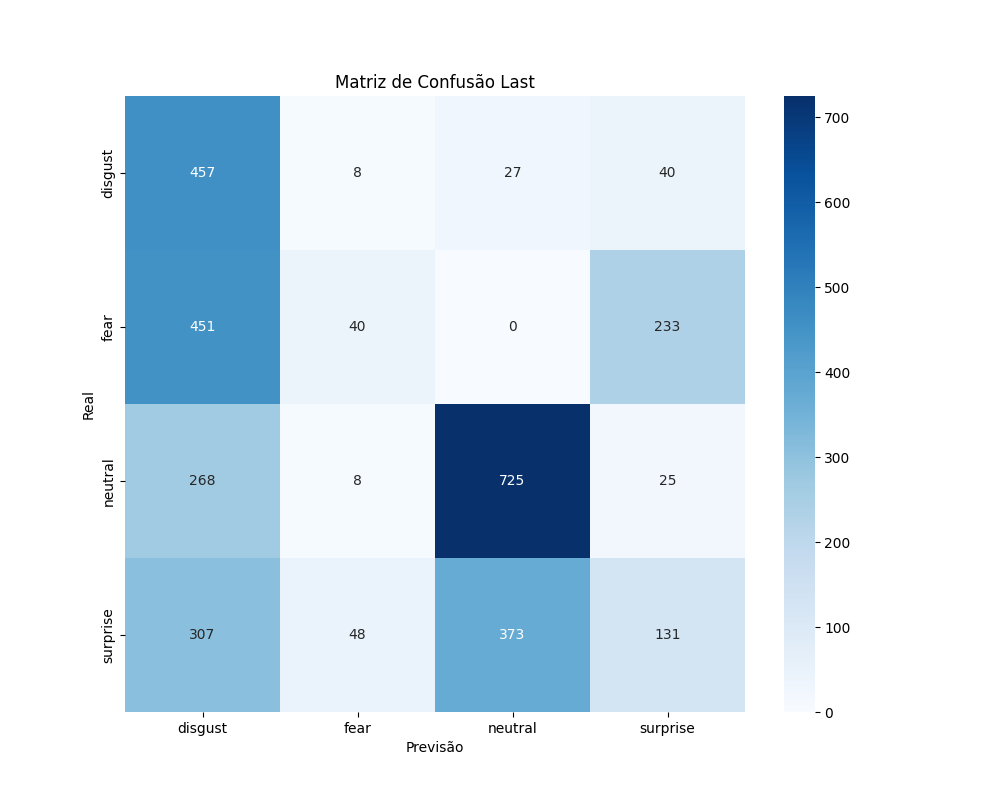 Matriz de Confusão Last
Real
disgust 457 8 27 40
fear 451 40 0 233
neutral 268 8 725 25
surprise 307 48 373 131
disgust fear neutral surprise
Previsão
700
600
500
400
300
200
100
0